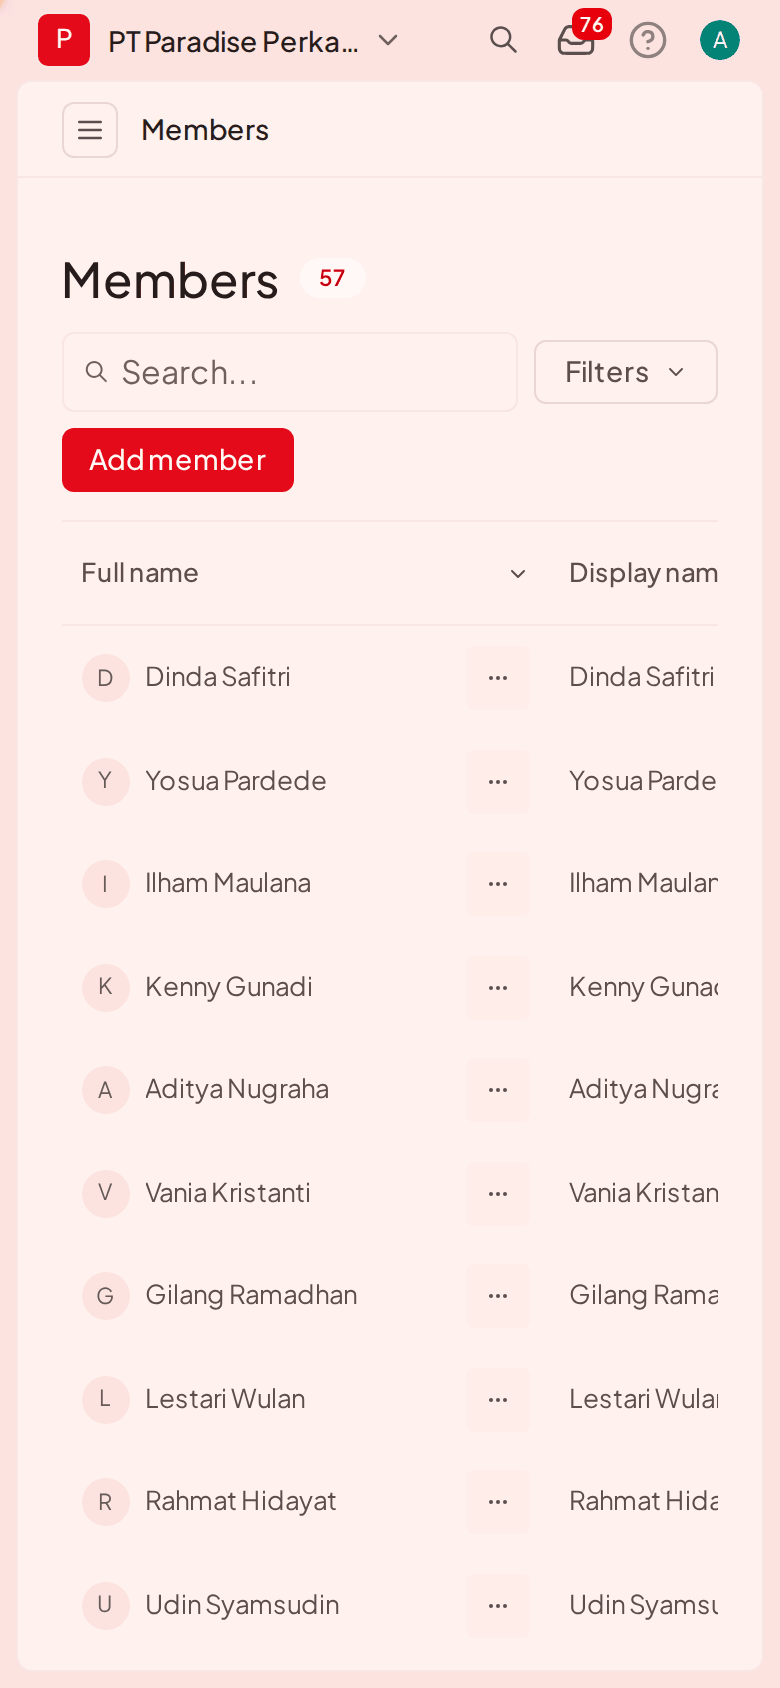 P PT Paradise Perka... 76 A
Members
Members 57
Search... Filters
Add member
Full name Display nam
D Dinda Safitri Dinda Safitri
Y Yosua Pardede Yosua Parde
I Ilham Maulana Ilham Maulan
K Kenny Gunadi Kenny Gunad
A Aditya Nugraha Aditya Nugra
V Vania Kristanti Vania Kristan
G Gilang Ramadhan Gilang Rama
L Lestari Wulan Lestari Wulan
R Rahmat Hidayat Rahmat Hida
U Udin Syamsudin Udin Syamsu